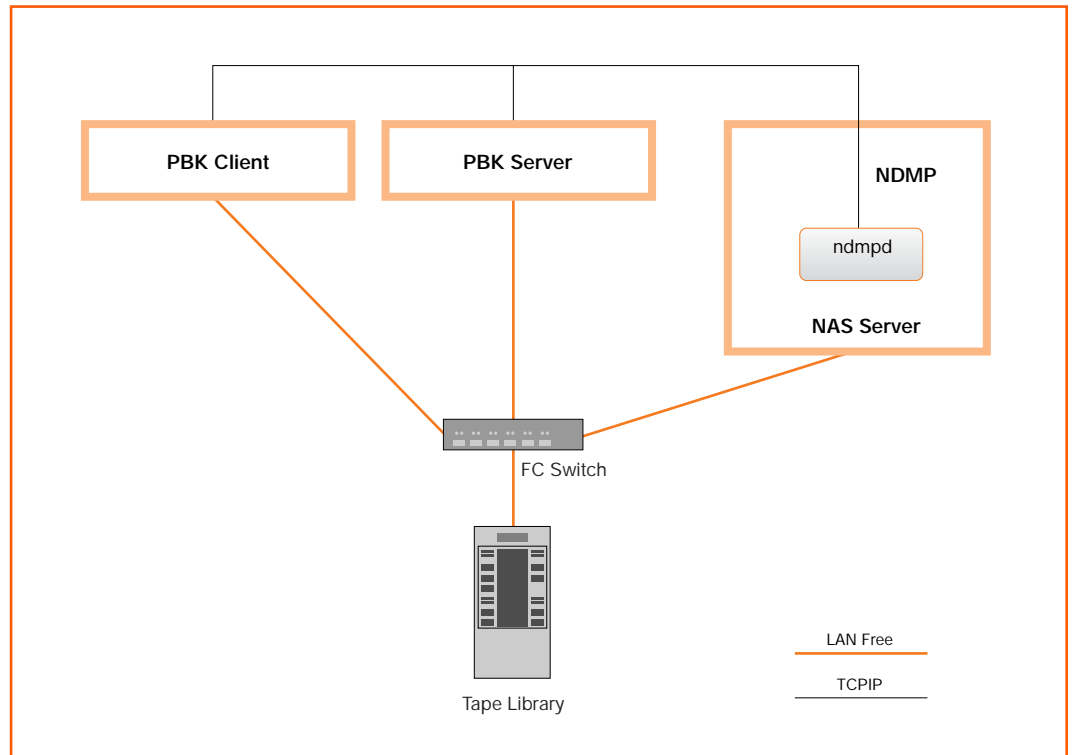 PBK Client
PBK Server
NDMP
ndmpd
NAS Server
FC Switch
Tape Library
LAN Free
TCPIP